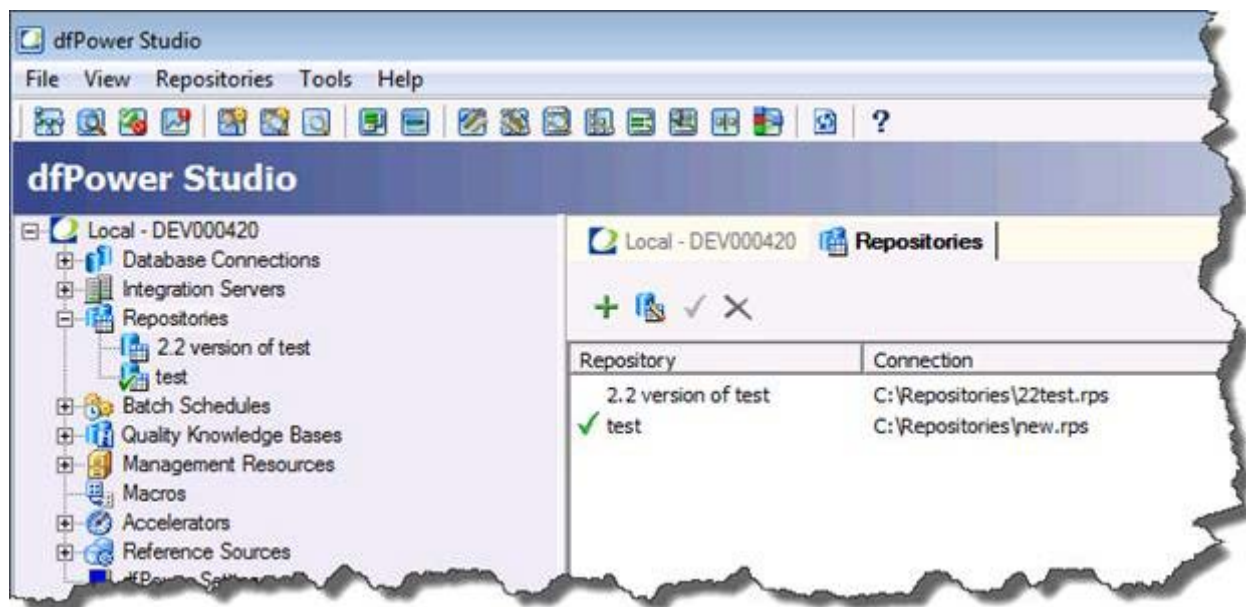 dfPower Studio
File View Repositories Tools Help
?
dfPower Studio
Local - DEV000420
Database Connections
Integration Servers
Repositories
2.2 version of test
test
Batch Schedules
Quality Knowledge Bases
Management Resources
Macros
Accelerators
Reference Sources
dfPower
Local - DEV000420 Repositories
Repository Connection
2.2 version of test C:\Repositories\22test.rps
test C:\Repositories\new.rps